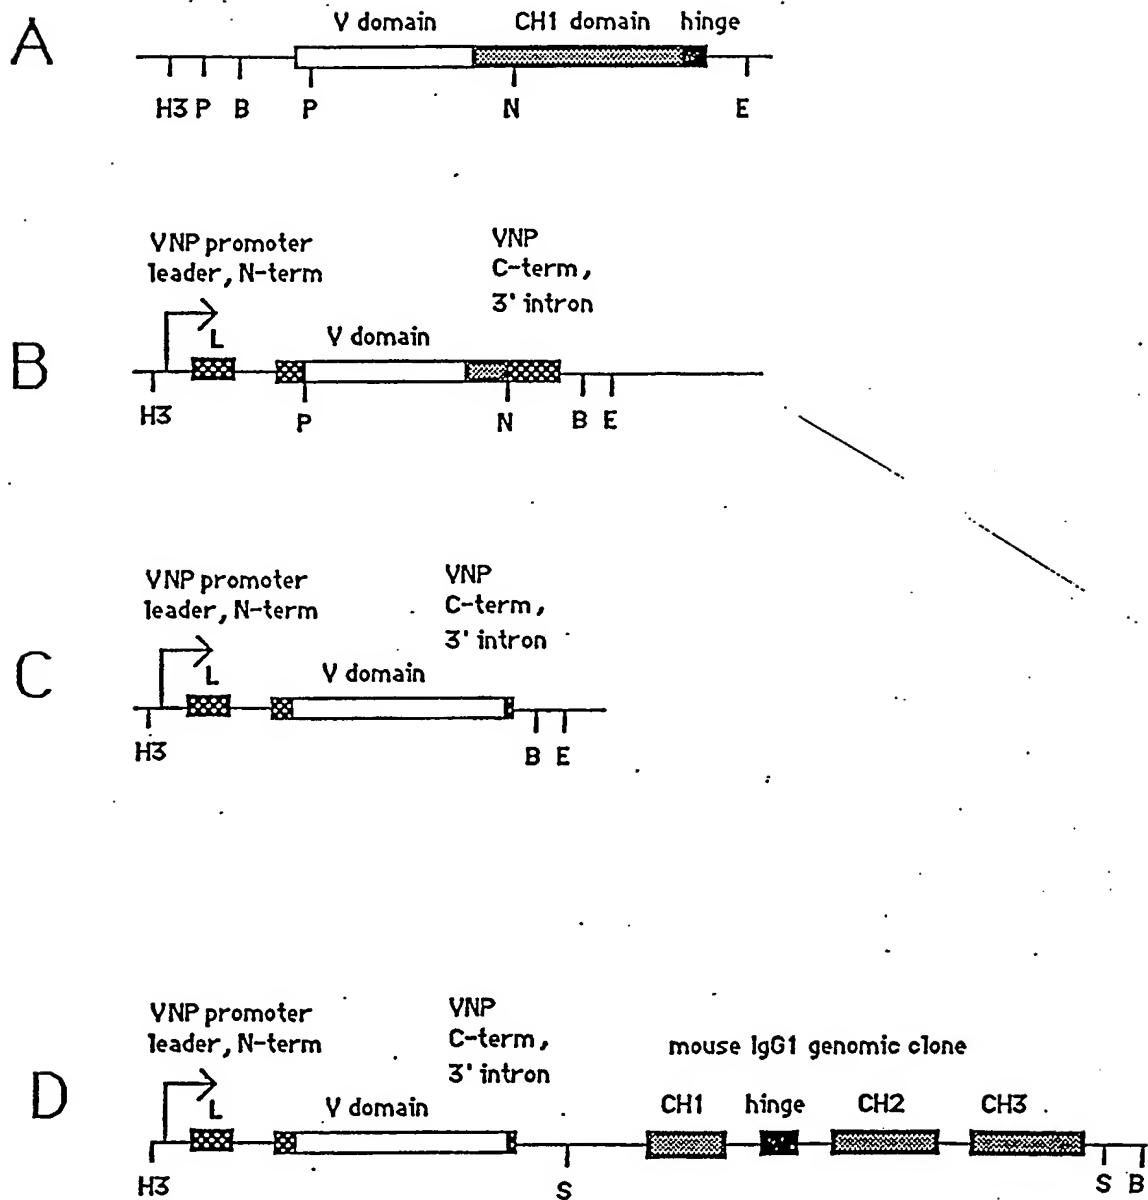 A
V domain CH1 domain hinge
H3 P B P N E
VNP promoter
leader, N-term
VNP
C-term,
3' intron
B
L
V domain
H3 P N B E
VNP promoter
leader, N-term
VNP
C-term,
3' intron
C
L
V domain
H3 B E
VNP promoter
leader, N-term
VNP
C-term,
3' intron
mouse IgG1 genomic clone
D
L
V domain CH1 hinge CH2 CH3
H3 S S B